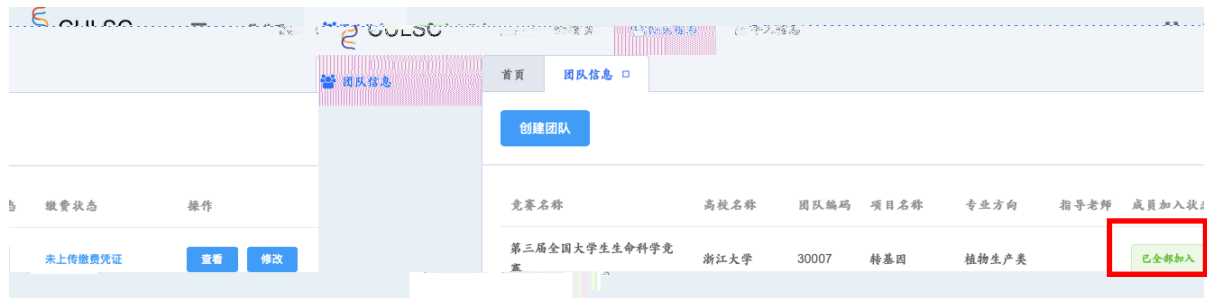 CULSC
CULSC
团队信息
首页 团队信息
创建团队
缴费状态 操作
竞赛名称 高校名称 团队编码 项目名称 专业方向 指导老师 成员加入状
未上传缴费凭证 查看 修改
第三届全国大学生生命科学竞
赛
浙江大学 30007 转基因 植物生产类 已全部加入